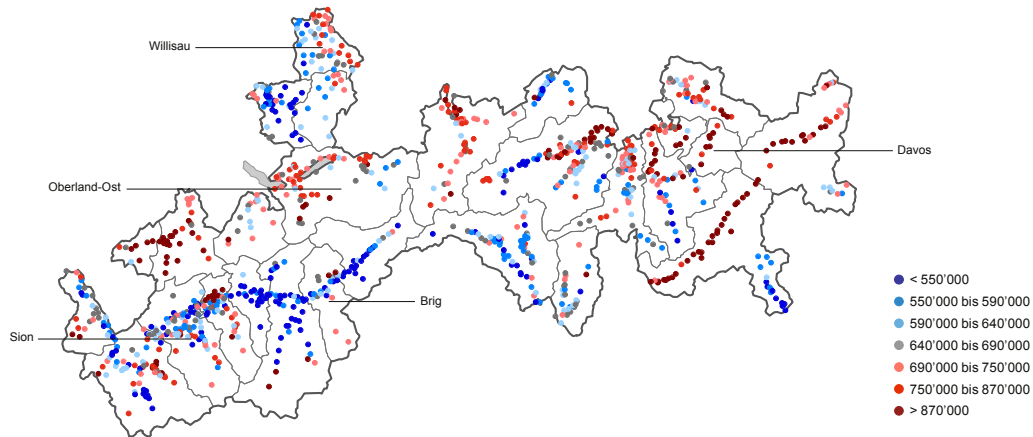 Willisau
Davos
Oberland-Ost
Brig
Sion
< 550'000
550'000 bis 590'000
590'000 bis 640'000
640'000 bis 690'000
690'000 bis 750'000
750'000 bis 870'000
> 870'000